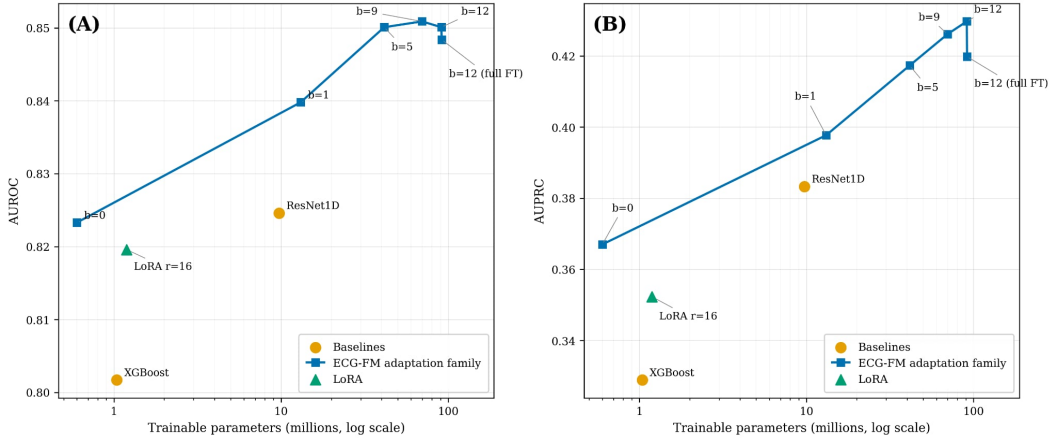 (A)
AUROC
0.85
0.84
0.83
0.82
0.81
0.80
b=9
b=12
b=5
b=12 (full FT)
b=1
ResNet1D
b=0
LoRA r=16
XGBoost
Baselines
ECG-FM adaptation family
LoRA
1
10
100
Trainable parameters (millions, log scale)
(B)
AUPRC
0.42
0.40
0.38
0.36
0.34
b=12
b=9
b=12 (full FT)
b=5
b=1
ResNet1D
b=0
LoRA r=16
XGBoost
Baselines
ECG-FM adaptation family
LoRA
1
10
100
Trainable parameters (millions, log scale)